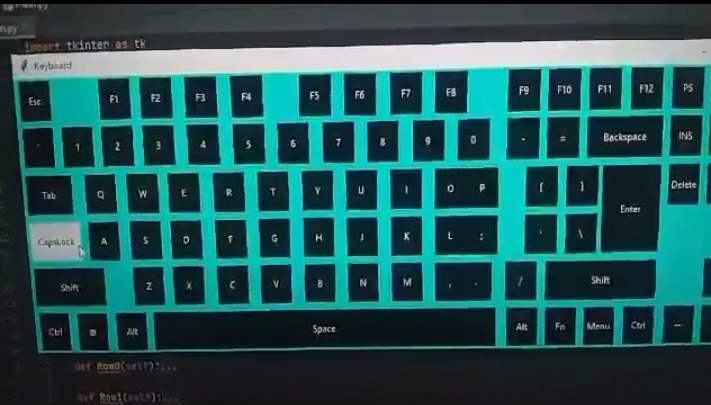 main.py
import tkinter as tk
Keyboard
Esc F1 F2 F3 F4 F5 F6 F7 F8 F9 F10 F11 F12 PS
` 1 2 3 4 5 6 7 8 9 0 - = Backspace INS
Tab Q W E R T Y U I O P [ ] Enter Delete
CapsLock A S D F G H J K L ; ' \
Shift Z X C V B N M , . / Shift
Ctrl ⊞ Alt Space Alt Fn Menu Ctrl —
def Row0(self):...
def Row1(self):...